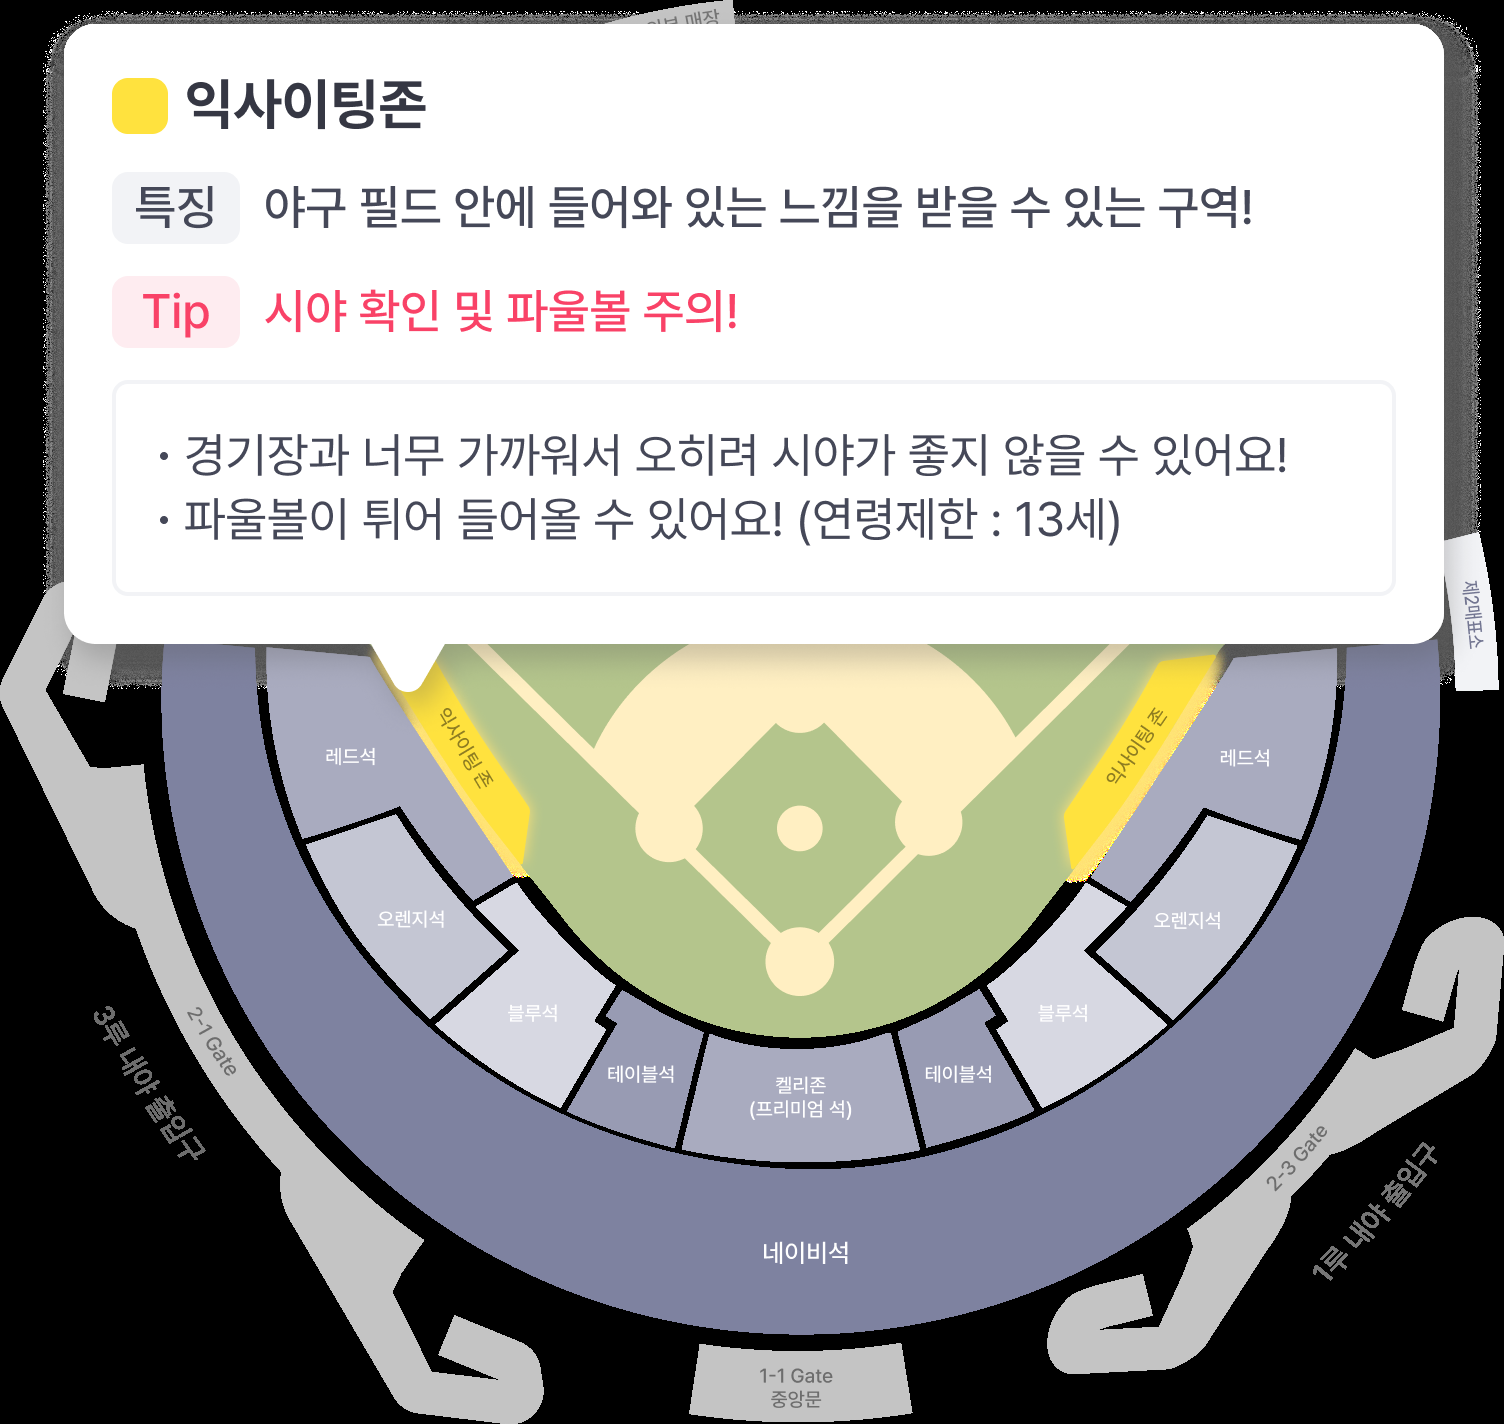 매장
익사이팅존
특징 야구 필드 안에 들어와 있는 느낌을 받을 수 있는 구역!
Tip 시야 확인 및 파울볼 주의!
· 경기장과 너무 가까워서 오히려 시야가 좋지 않을 수 있어요!
· 파울볼이 튀어 들어올 수 있어요! (연령제한 : 13세)
제2매표소
익사이팅 존
익사이팅 존
레드석
레드석
오렌지석
오렌지석
블루석
블루석
테이블석
켈리존
(프리미엄 석)
테이블석
2-1 Gate
3루 내야 출입구
2-3 Gate
1루 내야 출입구
네이비석
1-1 Gate
중앙문